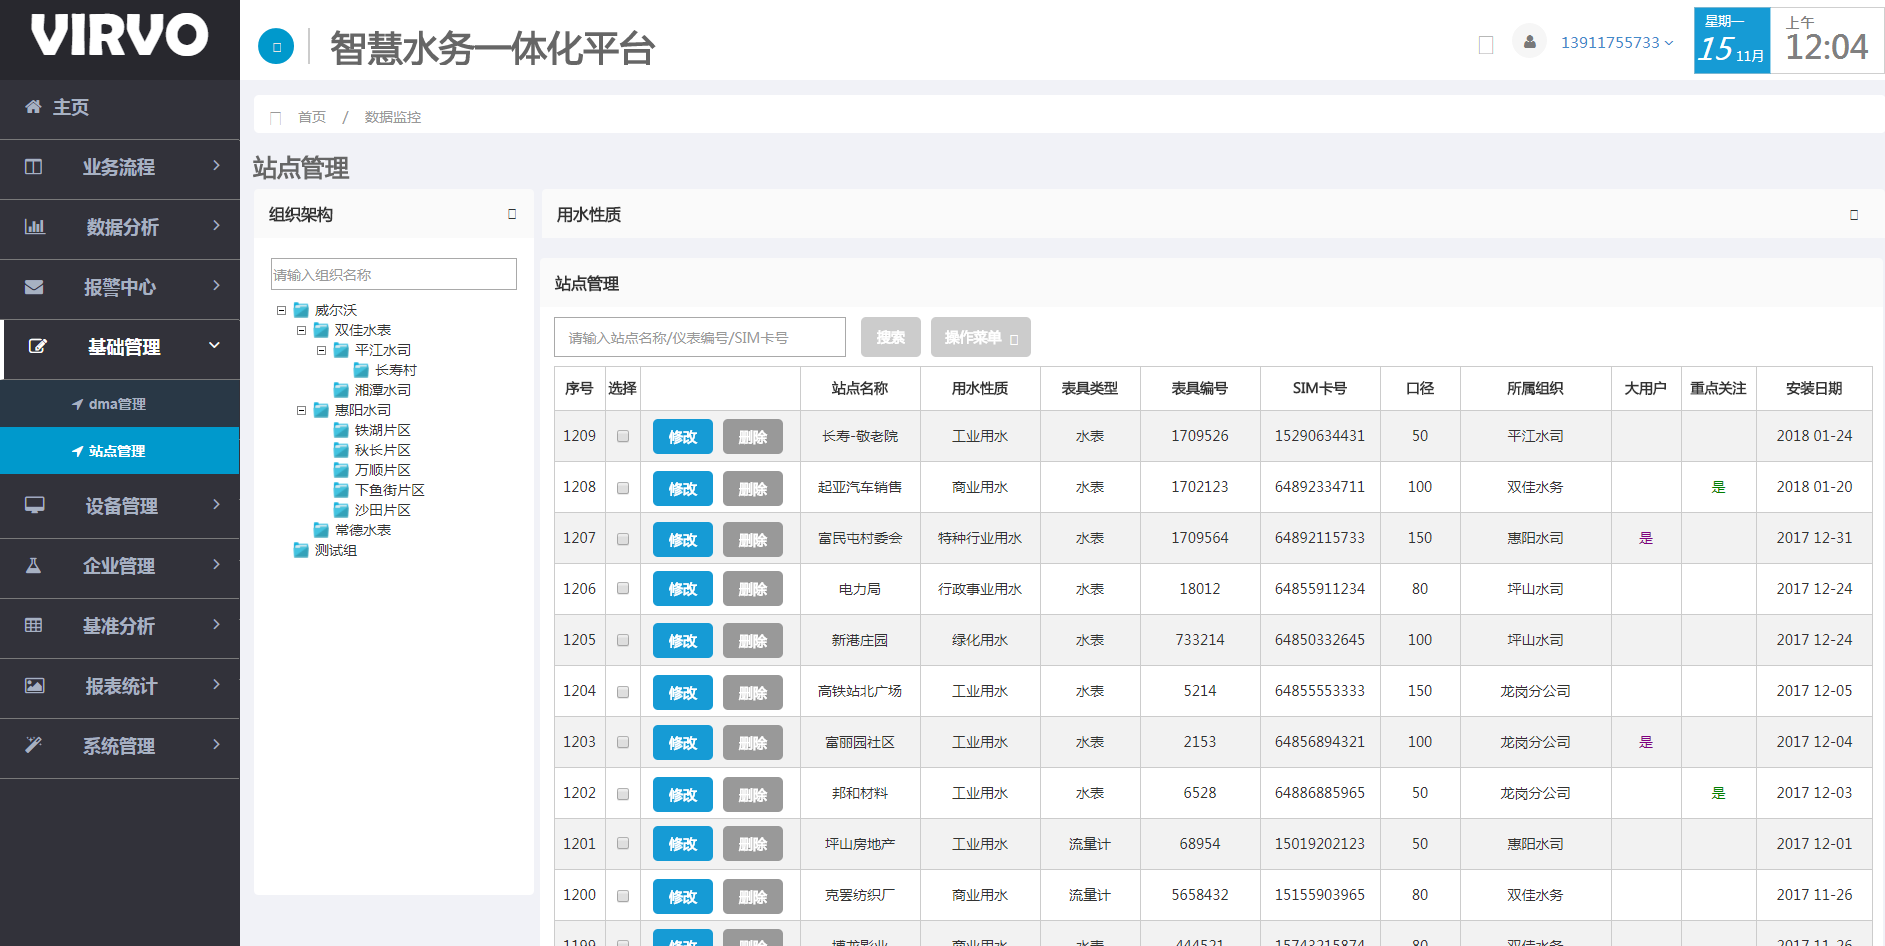 VIRVO
智慧水务一体化平台
13911755733
星期一
15 11月
上午
12:04
主页
业务流程
数据分析
报警中心
基础管理
dma管理
站点管理
设备管理
企业管理
基准分析
报表统计
系统管理
首页 / 数据监控
站点管理
组织架构
请输入组织名称
威尔沃
双佳水表
平江水司
长寿村
湘潭水司
惠阳水司
铁湖片区
秋长片区
万顺片区
下鱼街片区
沙田片区
常德水表
测试组
用水性质
站点管理
请输入站点名称/仪表编号/SIM卡号 搜索 操作菜单
序号 选择 站点名称 用水性质 表具类型 表具编号 SIM卡号 口径 所属组织 大用户 重点关注 安装日期
1209 修改 删除 长寿-敬老院 工业用水 水表 1709526 15290634431 50 平江水司 2018 01-24
1208 修改 删除 起亚汽车销售 商业用水 水表 1702123 64892334711 100 双佳水务 是 2018 01-20
1207 修改 删除 富民屯村委会 特种行业用水 水表 1709564 64892115733 150 惠阳水司 是 2017 12-31
1206 修改 删除 电力局 行政事业用水 水表 18012 64855911234 80 坪山水司 2017 12-24
1205 修改 删除 新港庄园 绿化用水 水表 733214 64850332645 100 坪山水司 2017 12-24
1204 修改 删除 高铁站北广场 工业用水 水表 5214 64855553333 150 龙岗分公司 2017 12-05
1203 修改 删除 富丽园社区 工业用水 水表 2153 64856894321 100 龙岗分公司 是 2017 12-04
1202 修改 删除 邦和材料 工业用水 水表 6528 64886885965 50 龙岗分公司 是 2017 12-03
1201 修改 删除 坪山房地产 工业用水 流量计 68954 15019202123 50 惠阳水司 2017 12-01
1200 修改 删除 克罢纺织厂 商业用水 流量计 5658432 15155903965 80 双佳水务 2017 11-26
1199 修改 删除 博龙影业 商业用水 水表 444521 15743215874 80 双佳水务 2017 11-26